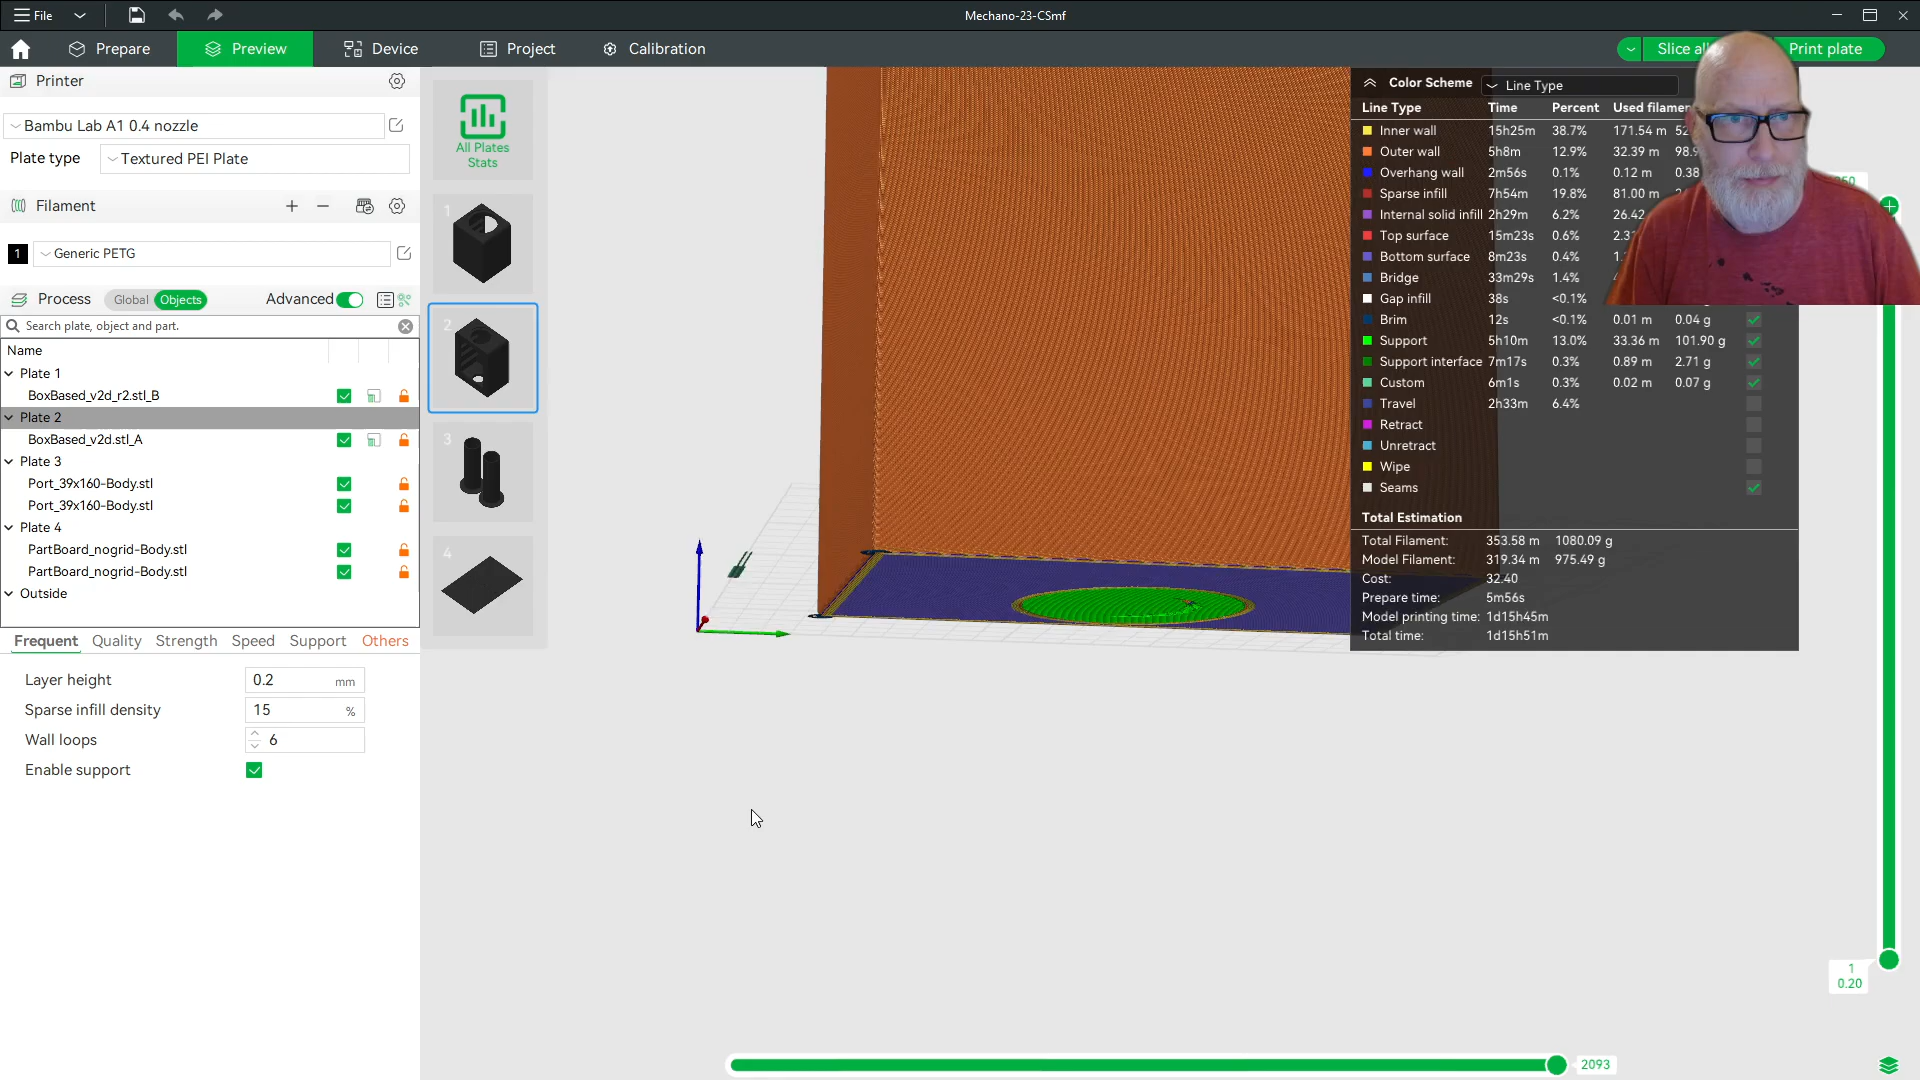 File
Mechano-23-CSmf
Prepare
Preview
Device
Project
Calibration
Print plate
Printer
Bambu Lab A1 0.4 nozzle
Plate type
Textured PEI Plate
Filament
1
Generic PETG
Process
Global
Objects
Advanced
Search plate, object and part.
Name
Plate 1
BoxBased_v2d_r2.stl_B
Plate 2
BoxBased_v2d.stl_A
Plate 3
Port_39x160-Body.stl
Port_39x160-Body.stl
Plate 4
PartBoard_nogrid-Body.stl
PartBoard_nogrid-Body.stl
Outside
Frequent Quality Strength Speed Support Others
Layer height 0.2 mm
Sparse infill density 15 %
Wall loops 6
Enable support
All Plates
Stats
1
2
3
4
Color Scheme Line Type
Line Type Time Percent Used
Inner wall 15h25m 38.7% 171.54 m
Outer wall 5h8m 12.9% 32.39 m
Overhang wall 2m56s 0.1% 0.12 m 0.38
Sparse infill 7h54m 19.8% 81.00 m
Internal solid infill 2h29m 6.2% 26.42
Top surface 15m23s 0.6%
Bottom surface 8m23s 0.4%
Bridge 33m29s 1.4%
Gap infill 38s <0.1%
Brim 12s <0.1% 0.01 m 0.04 g
Support 5h10m 13.0% 33.36 m 101.90 g
Support interface 7m17s 0.3% 0.89 m 2.71 g
Custom 6m1s 0.3% 0.02 m 0.07 g
Travel 2h33m 6.4%
Retract
Unretract
Wipe
Seams
Total Estimation
Total Filament: 353.58 m 1080.09 g
Model Filament: 319.34 m 975.49 g
Cost: 32.40
Prepare time: 5m56s
Model printing time: 1d15h45m
Total time: 1d15h51m
1
0.20
2093